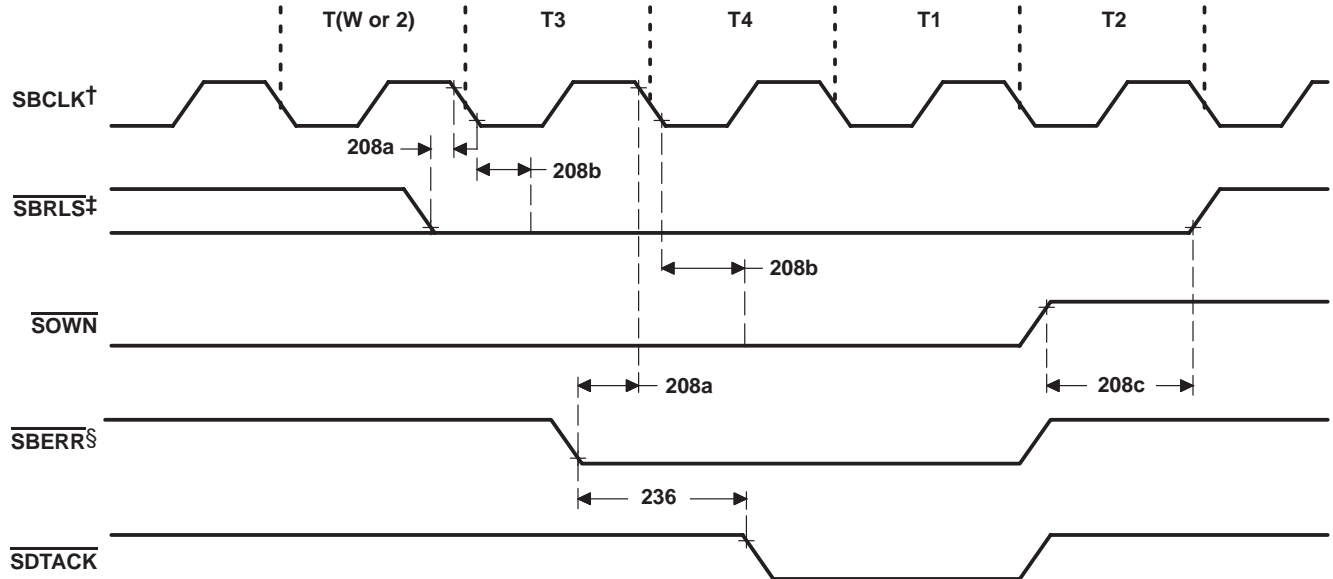 T(W or 2) T3 T4 T1 T2
SBCLK†
208a
208b
SBRLS‡
208b
SOWN
208a
208c
SBERR§
236
SDTACK